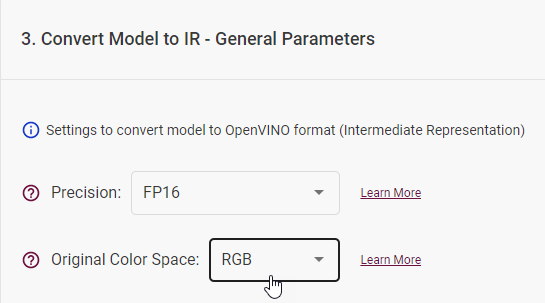 3. Convert Model to IR - General Parameters
Settings to convert model to OpenVINO format (Intermediate Representation)
Precision: FP16 Learn More
Original Color Space: RGB Learn More